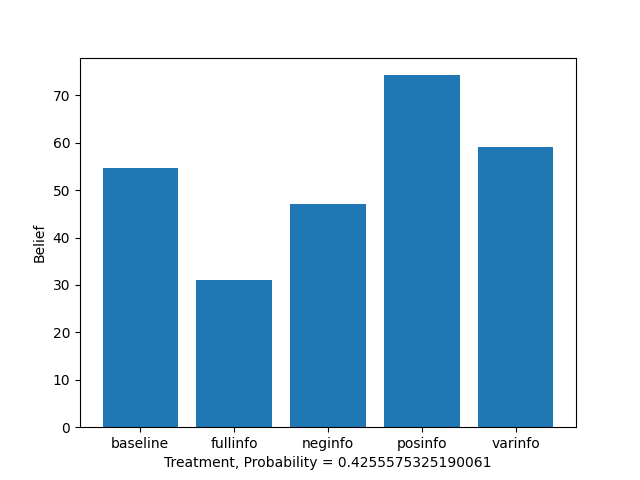 70
60
50
40
30
20
10
0
Belief
baseline fullinfo neginfo posinfo varinfo
Treatment, Probability = 0.4255575325190061